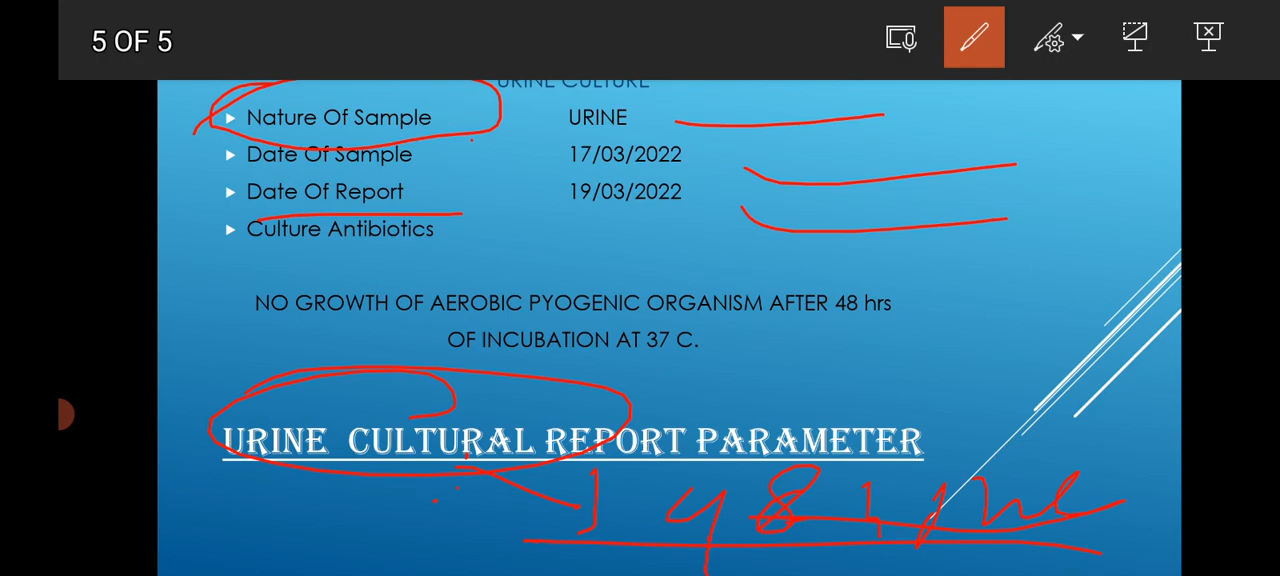 5 OF 5
URINE CULTURE
Nature Of Sample URINE
Date Of Sample 17/03/2022
Date Of Report 19/03/2022
Culture Antibiotics
NO GROWTH OF AEROBIC PYOGENIC ORGANISM AFTER 48 hrs
OF INCUBATION AT 37 C.
URINE CULTURAL REPORT PARAMETER